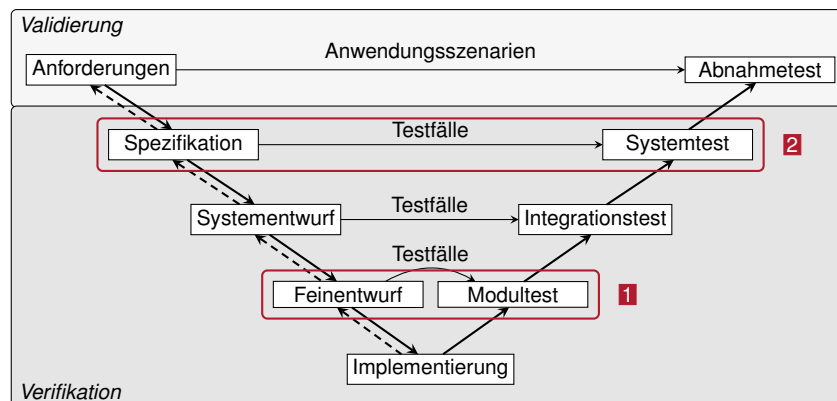 Validierung
Anwendungsszenarien
Anforderungen
Abnahmetest
Testfälle
Spezifikation
Systemtest
2
Testfälle
Systementwurf
Integrationstest
Testfälle
Feinentwurf
Modultest
1
Implementierung
Verifikation